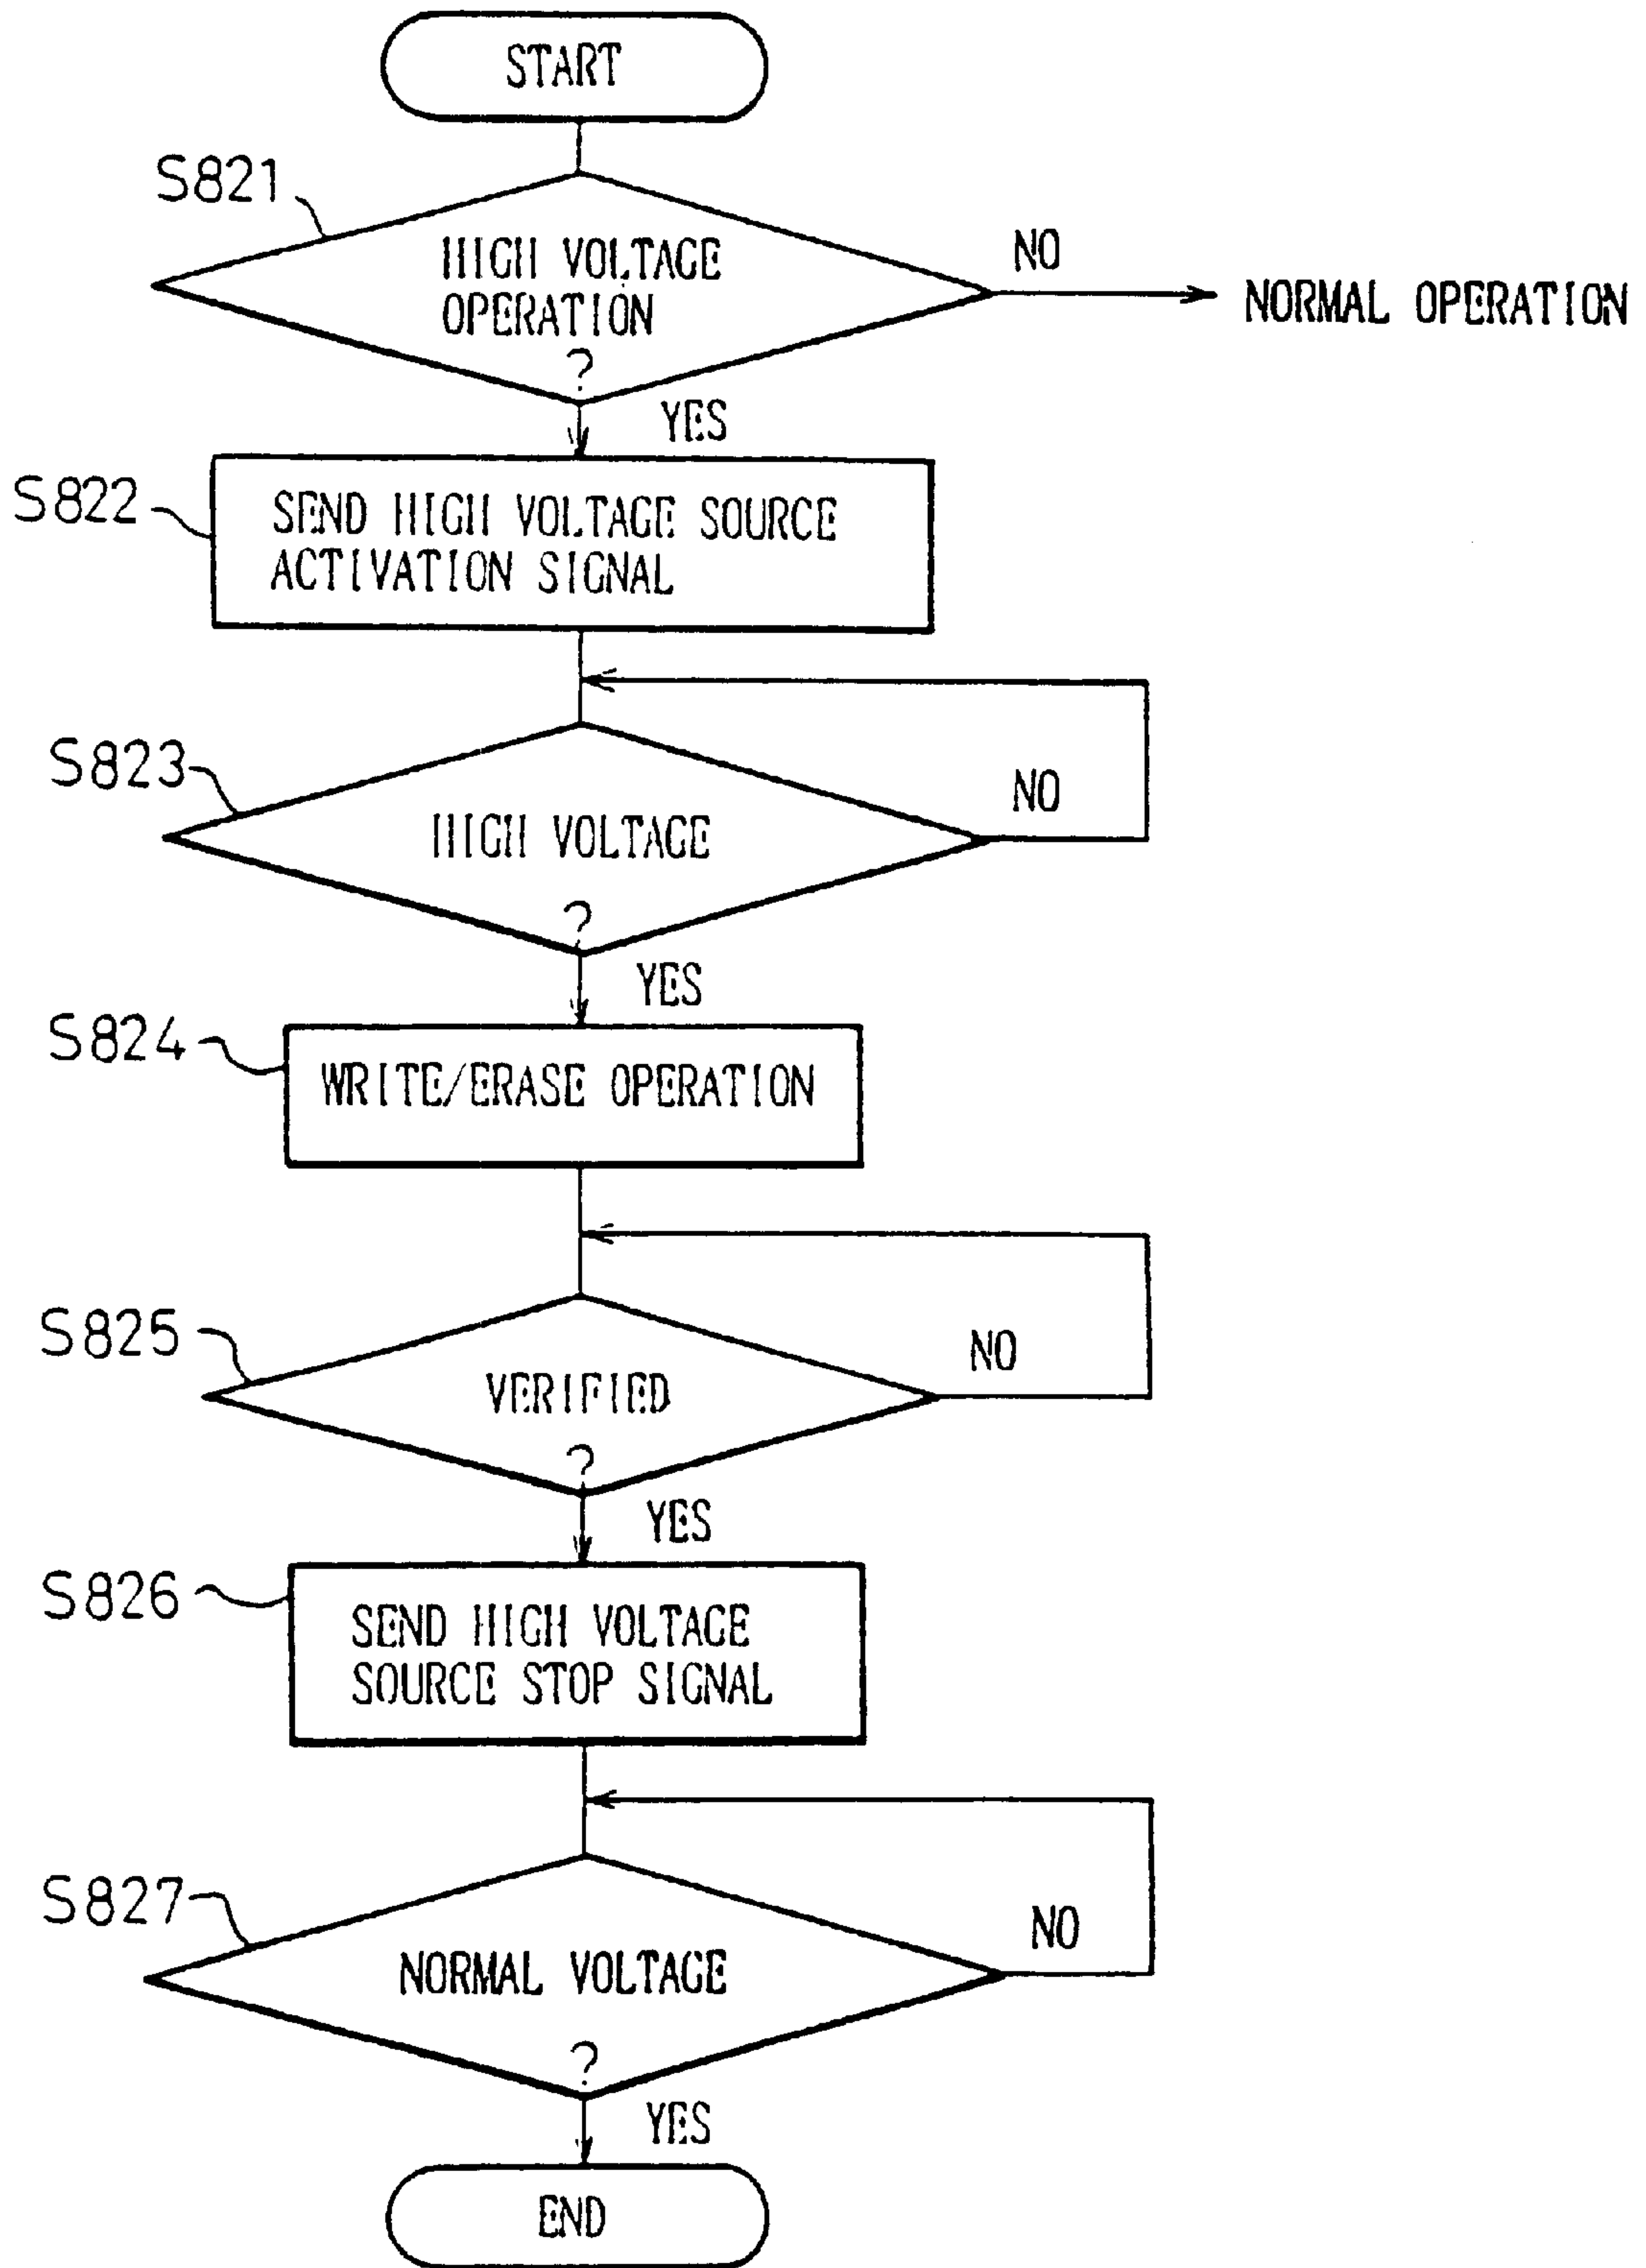 START
S821
HIGH VOLTAGE
OPERATION
?
NO
NORMAL OPERATION
YES
S822
SEND HIGH VOLTAGE SOURCE
ACTIVATION SIGNAL
S823
HIGH VOLTAGE
?
NO
YES
S824
WRITE/ERASE OPERATION
S825
VERIFIED
?
NO
YES
S826
SEND HIGH VOLTAGE
SOURCE STOP SIGNAL
S827
NORMAL VOLTAGE
?
NO
YES
END